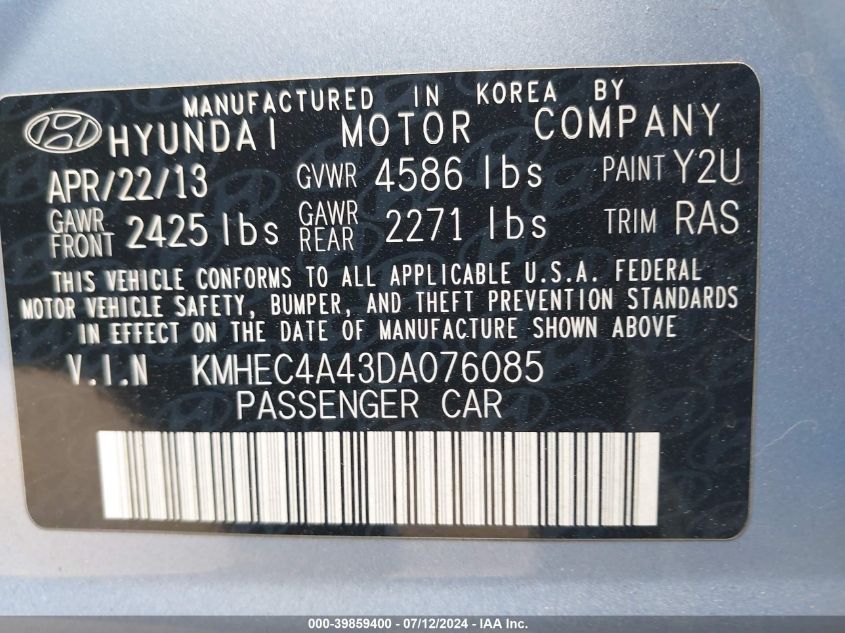 MANUFACTURED IN KOREA BY
HYUNDAI MOTOR COMPANY
APR/22/13 GVWR 4586 lbs PAINT Y2U
GAWR FRONT 2425 lbs GAWR REAR 2271 lbs TRIM RAS
THIS VEHICLE CONFORMS TO ALL APPLICABLE U.S.A. FEDERAL
MOTOR VEHICLE SAFETY, BUMPER, AND THEFT PREVENTION STANDARDS
IN EFFECT ON THE DATE OF MANUFACTURE SHOWN ABOVE
V.I.N KMHEC4A43DA076085
PASSENGER CAR
000-39859400 - 07/12/2024 - IAA Inc.